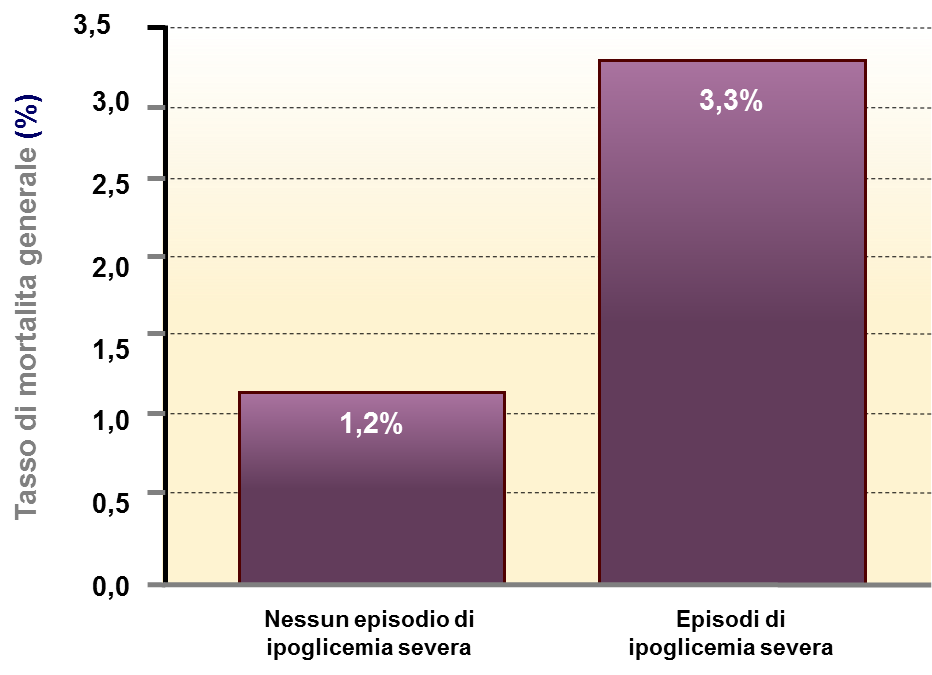 Tasso di mortalita generale (%)
3,5
3,0
2,5
2,0
1,5
1,0
0,5
0,0
1,2%
3,3%
Nessun episodio di
ipoglicemia severa
Episodi di
ipoglicemia severa